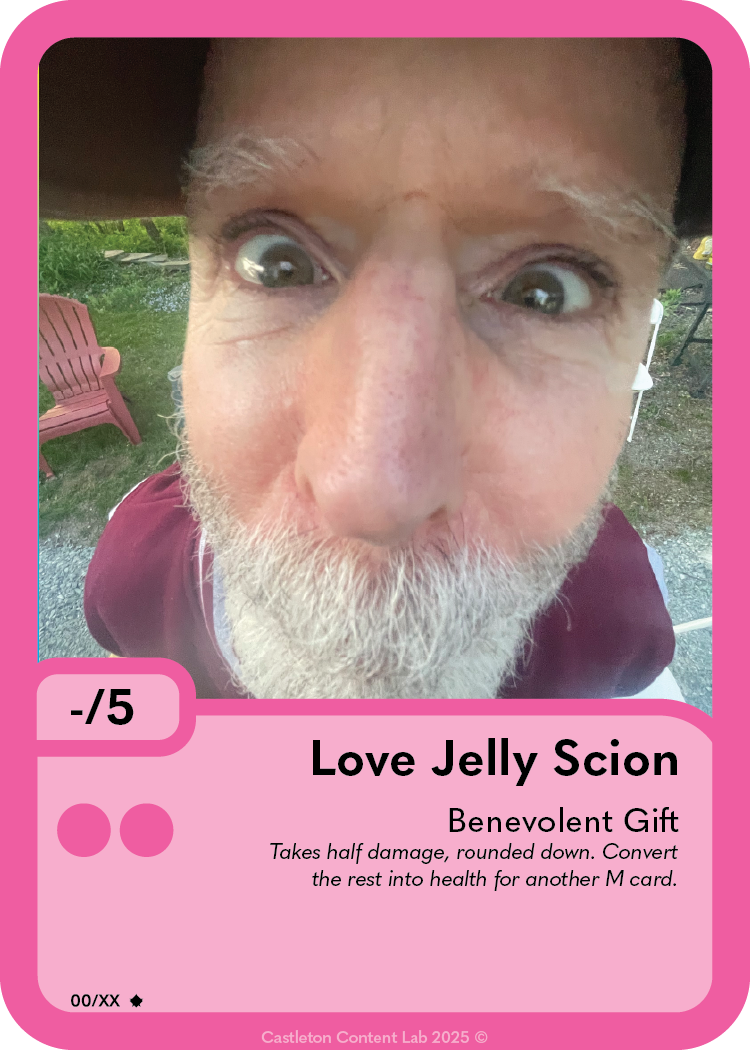 -/5
Love Jelly Scion
Benevolent Gift
Takes half damage, rounded down. Convert
the rest into health for another M card.
00/XX
Castleton Content Lab 2025 ©